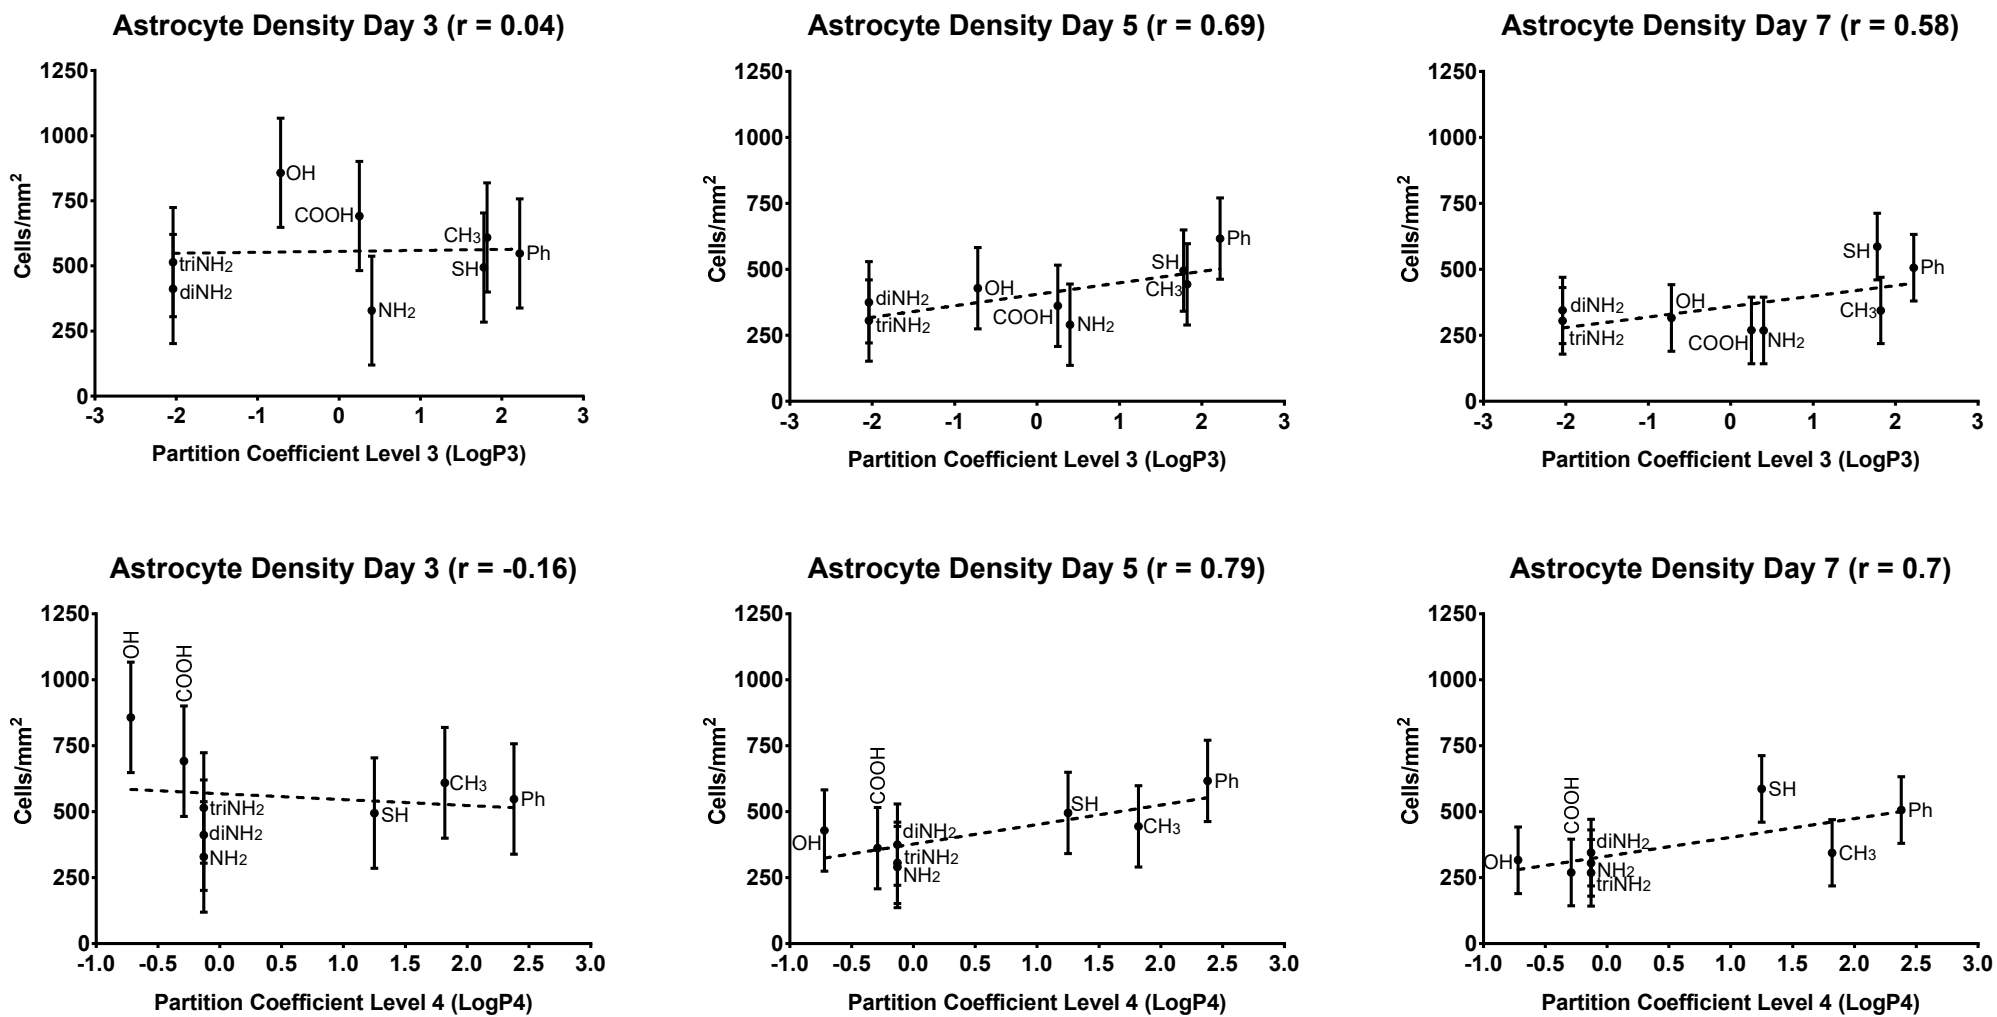 Astrocyte Density Day 3 (r = 0.04)
1250
1000
750
500
250
0
Cells/mm²
OH
COOH
CH₃
triNH₂
SH
Ph
diNH₂
NH₂
-3 -2 -1 0 1 2 3
Partition Coefficient Level 3 (LogP3)
Astrocyte Density Day 5 (r = 0.69)
1250
1000
750
500
250
0
Cells/mm²
Ph
SH
OH
CH₃
diNH₂
COOH
triNH₂
NH₂
-3 -2 -1 0 1 2 3
Partition Coefficient Level 3 (LogP3)
Astrocyte Density Day 7 (r = 0.58)
1250
1000
750
500
250
0
Cells/mm²
SH
Ph
OH
diNH₂
CH₃
triNH₂
COOH
NH₂
-3 -2 -1 0 1 2 3
Partition Coefficient Level 3 (LogP3)
Astrocyte Density Day 3 (r = -0.16)
1250
1000
750
500
250
0
Cells/mm²
OH
COOH
CH₃
Ph
triNH₂
SH
diNH₂
NH₂
-1.0 -0.5 0.0 0.5 1.0 1.5 2.0 2.5 3.0
Partition Coefficient Level 4 (LogP4)
Astrocyte Density Day 5 (r = 0.79)
1250
1000
750
500
250
0
Cells/mm²
COOH
Ph
SH
CH₃
OH
diNH₂
triNH₂
NH₂
-1.0 -0.5 0.0 0.5 1.0 1.5 2.0 2.5 3.0
Partition Coefficient Level 4 (LogP4)
Astrocyte Density Day 7 (r = 0.7)
1250
1000
750
500
250
0
Cells/mm²
COOH
SH
Ph
diNH₂
CH₃
OH
NH₂
triNH₂
-1.0 -0.5 0.0 0.5 1.0 1.5 2.0 2.5 3.0
Partition Coefficient Level 4 (LogP4)